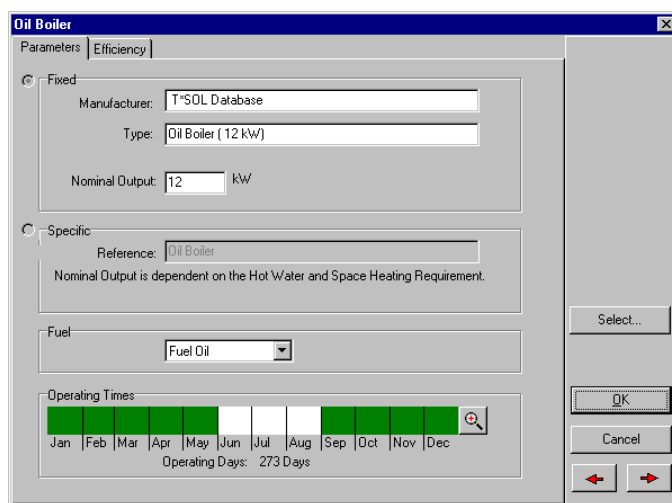 Oil Boiler
Parameters Efficiency
Fixed
Manufacturer: T*SOL Database
Type: Oil Boiler ( 12 kW)
Nominal Output: 12 kW
Specific
Reference: Oil Boiler
Nominal Output is dependent on the Hot Water and Space Heating Requirement.
Fuel
Fuel Oil
Select...
Operating Times
Jan Feb Mar Apr May Jun Jul Aug Sep Oct Nov Dec
Operating Days: 273 Days
OK
Cancel